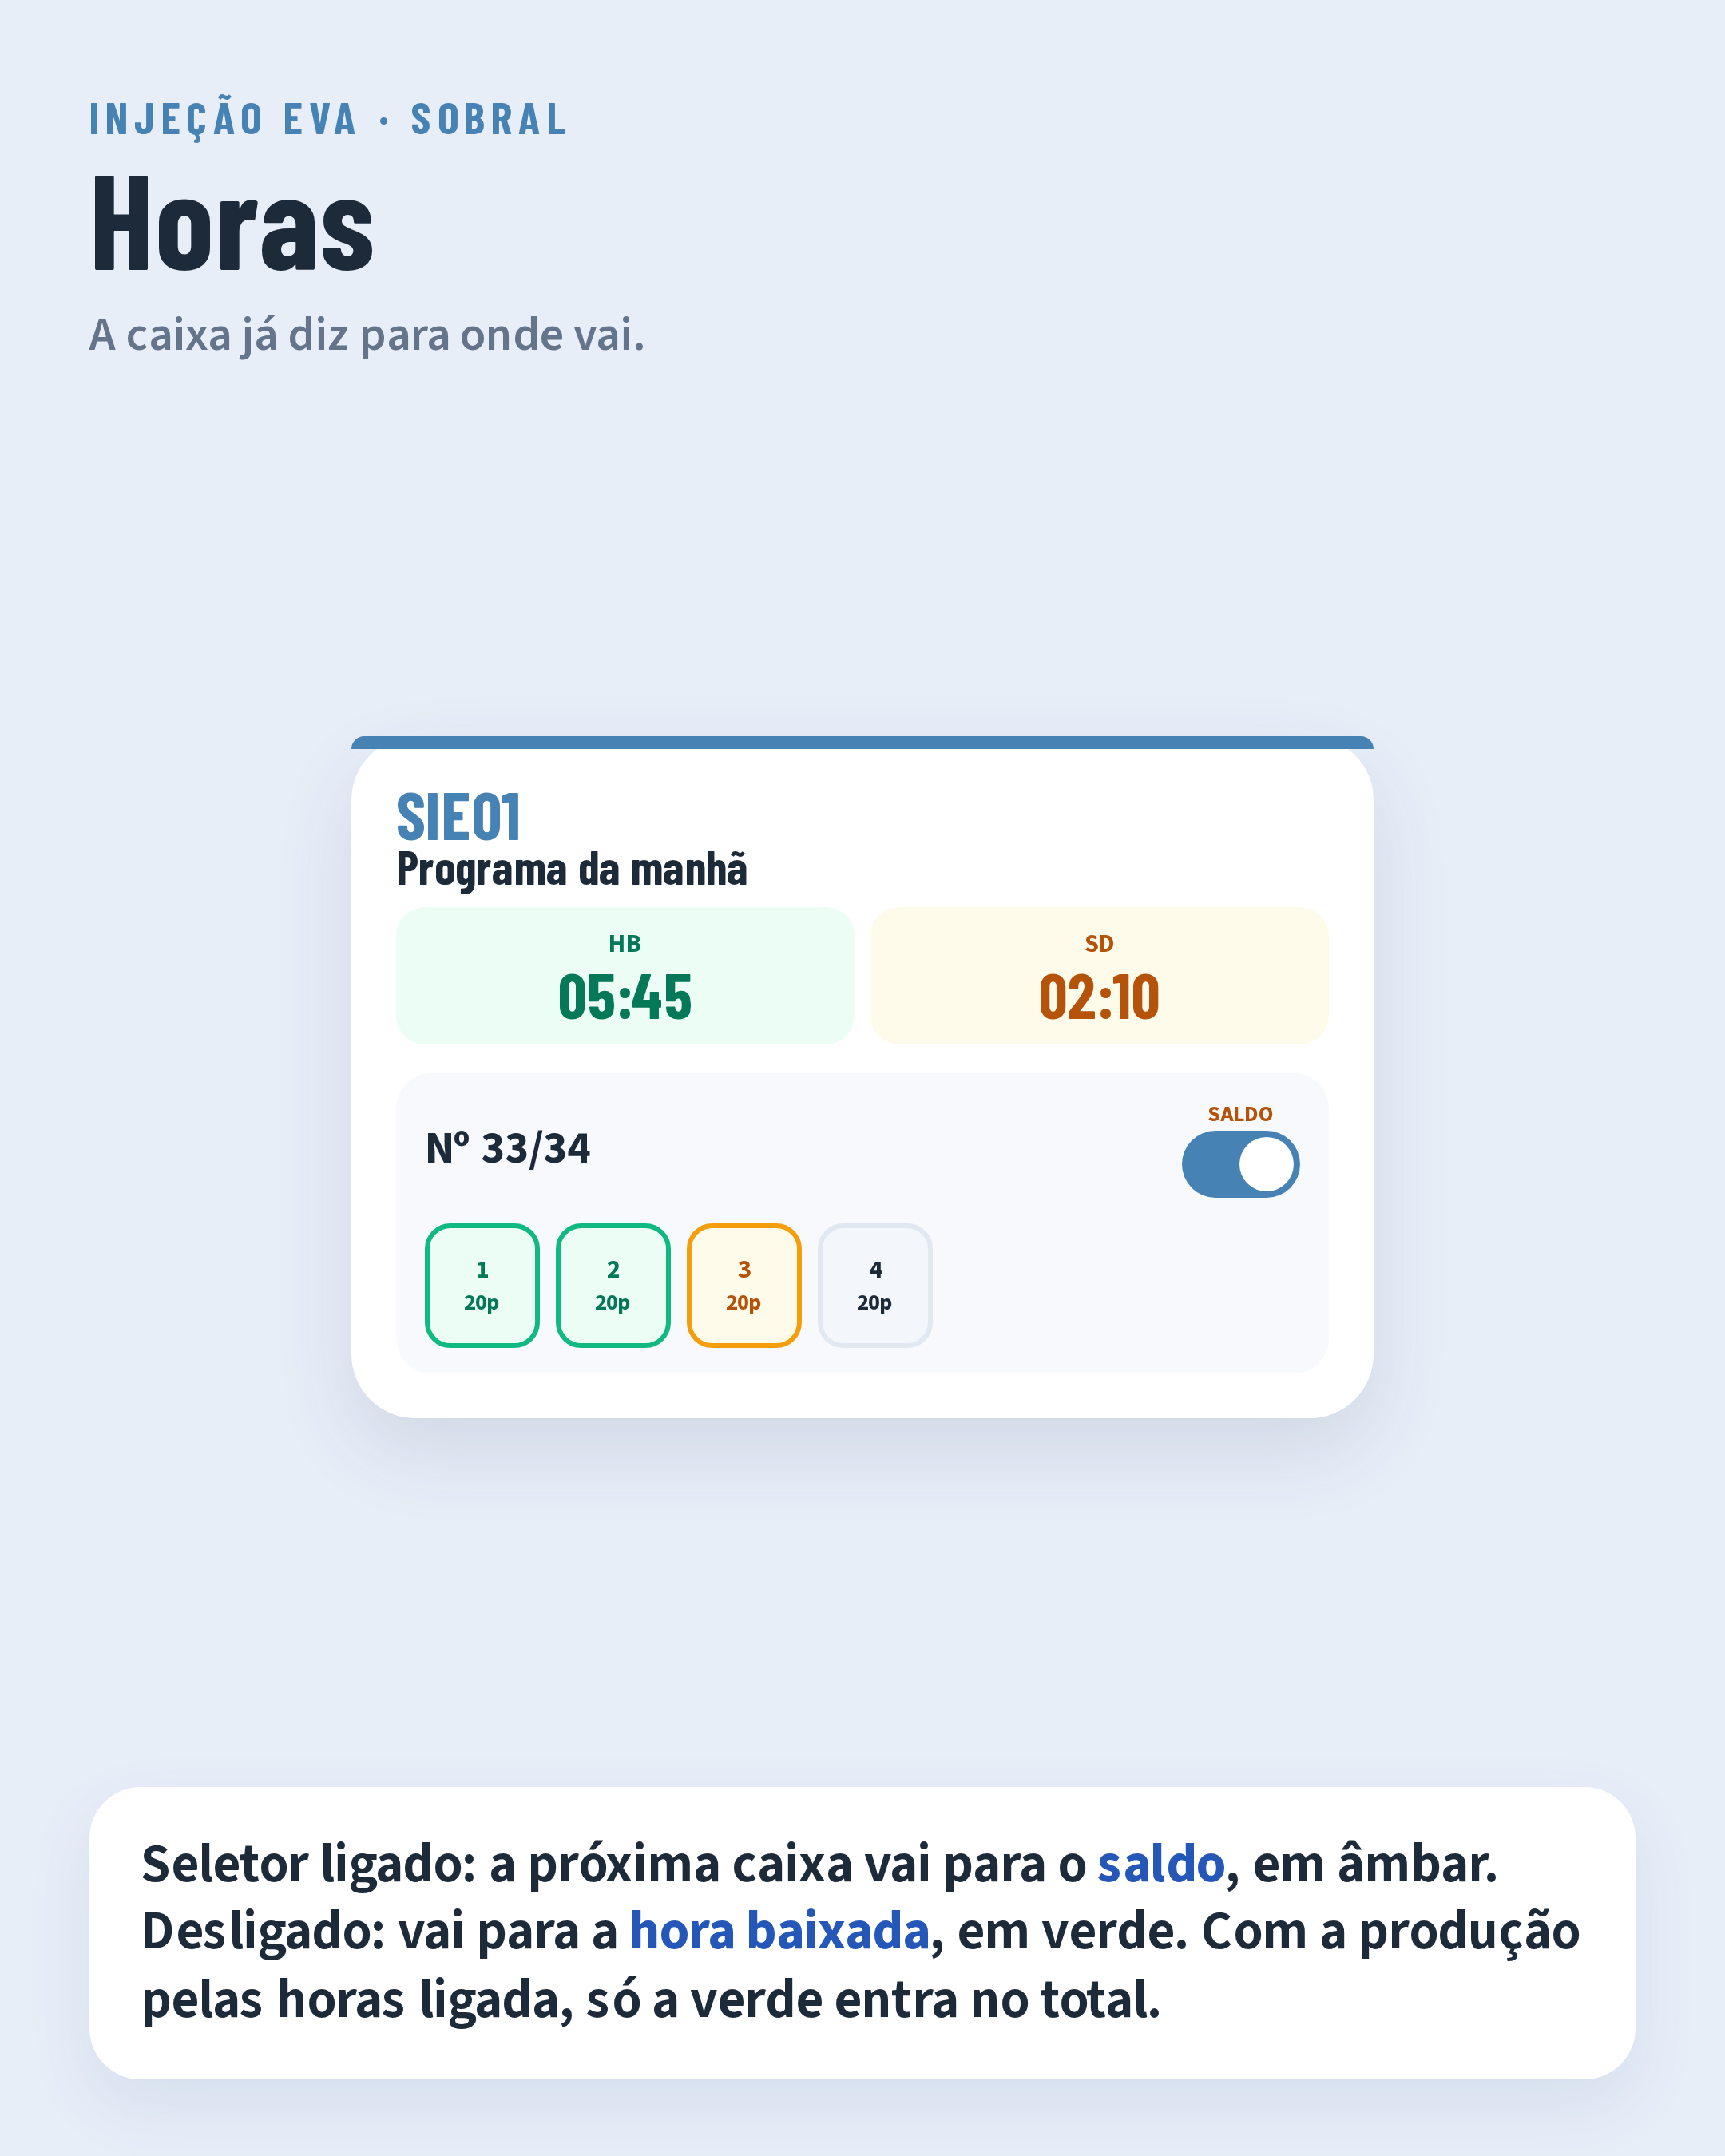 INJEÇÃO EVA · SOBRAL
Horas
A caixa já diz para onde vai.
SIE01
Programa da manhã
HB
05:45
SD
02:10
Nº 33/34
SALDO
1
20p
2
20p
3
20p
4
20p
Seletor ligado: a próxima caixa vai para o saldo, em âmbar.
Desligado: vai para a hora baixada, em verde. Com a produção
pelas horas ligada, só a verde entra no total.